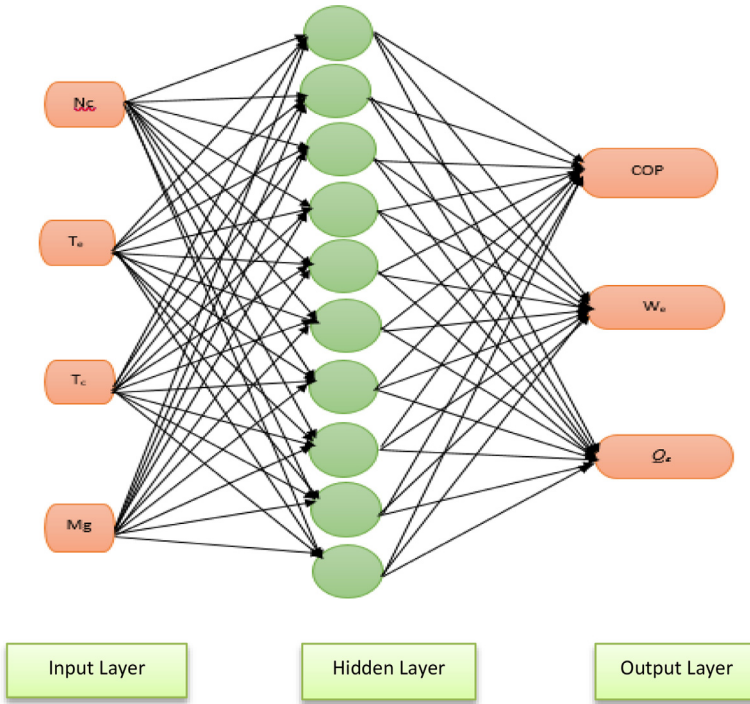 Nc
COP
Te
We
Tc
Qe
Mg
Input Layer
Hidden Layer
Output Layer